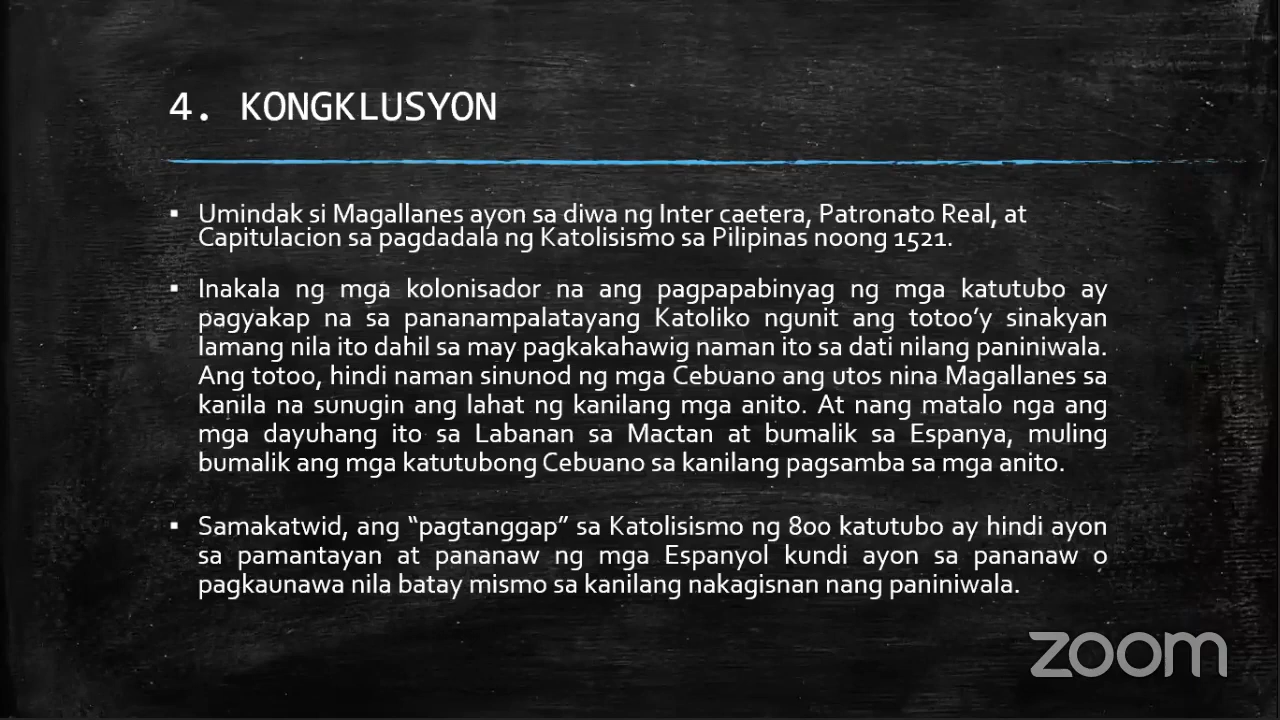 4. KONGKLUSYON
▪ Umindak si Magallanes ayon sa diwa ng Inter caetera, Patronato Real, at
Capitulacion sa pagdadala ng Katolisismo sa Pilipinas noong 1521.
▪ Inakala ng mga kolonisador na ang pagpapabinyag ng mga katutubo ay
pagyakap na sa pananampalatayang Katoliko ngunit ang totoo’y sinakyan
lamang nila ito dahil sa may pagkakahawig naman ito sa dati nilang paniniwala.
Ang totoo, hindi naman sinunod ng mga Cebuano ang utos nina Magallanes sa
kanila na sunugin ang lahat ng kanilang mga anito. At nang matalo nga ang
mga dayuhang ito sa Labanan sa Mactan at bumalik sa Espanya, muling
bumalik ang mga katutubong Cebuano sa kanilang pagsamba sa mga anito.
▪ Samakatwid, ang “pagtanggap” sa Katolisismo ng 800 katutubo ay hindi ayon
sa pamantayan at pananaw ng mga Espanyol kundi ayon sa pananaw o
pagkaunawa nila batay mismo sa kanilang nakagisnan nang paniniwala.
zoom